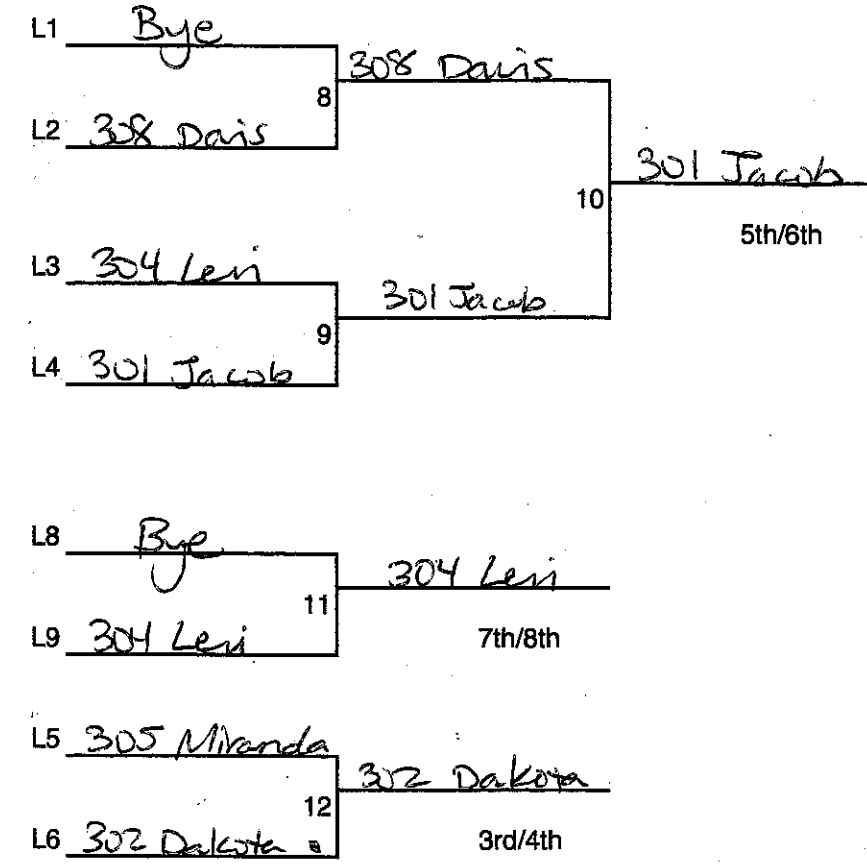 L1 Bye
308 Davis
8
L2 308 Davis
301 Jacob
10
5th/6th
L3 304 Levi
301 Jacob
9
L4 301 Jacob
L8 Bye
304 Levi
11
L9 304 Levi
7th/8th
L5 305 Miranda
302 Dakota
12
L6 302 Dakota
3rd/4th